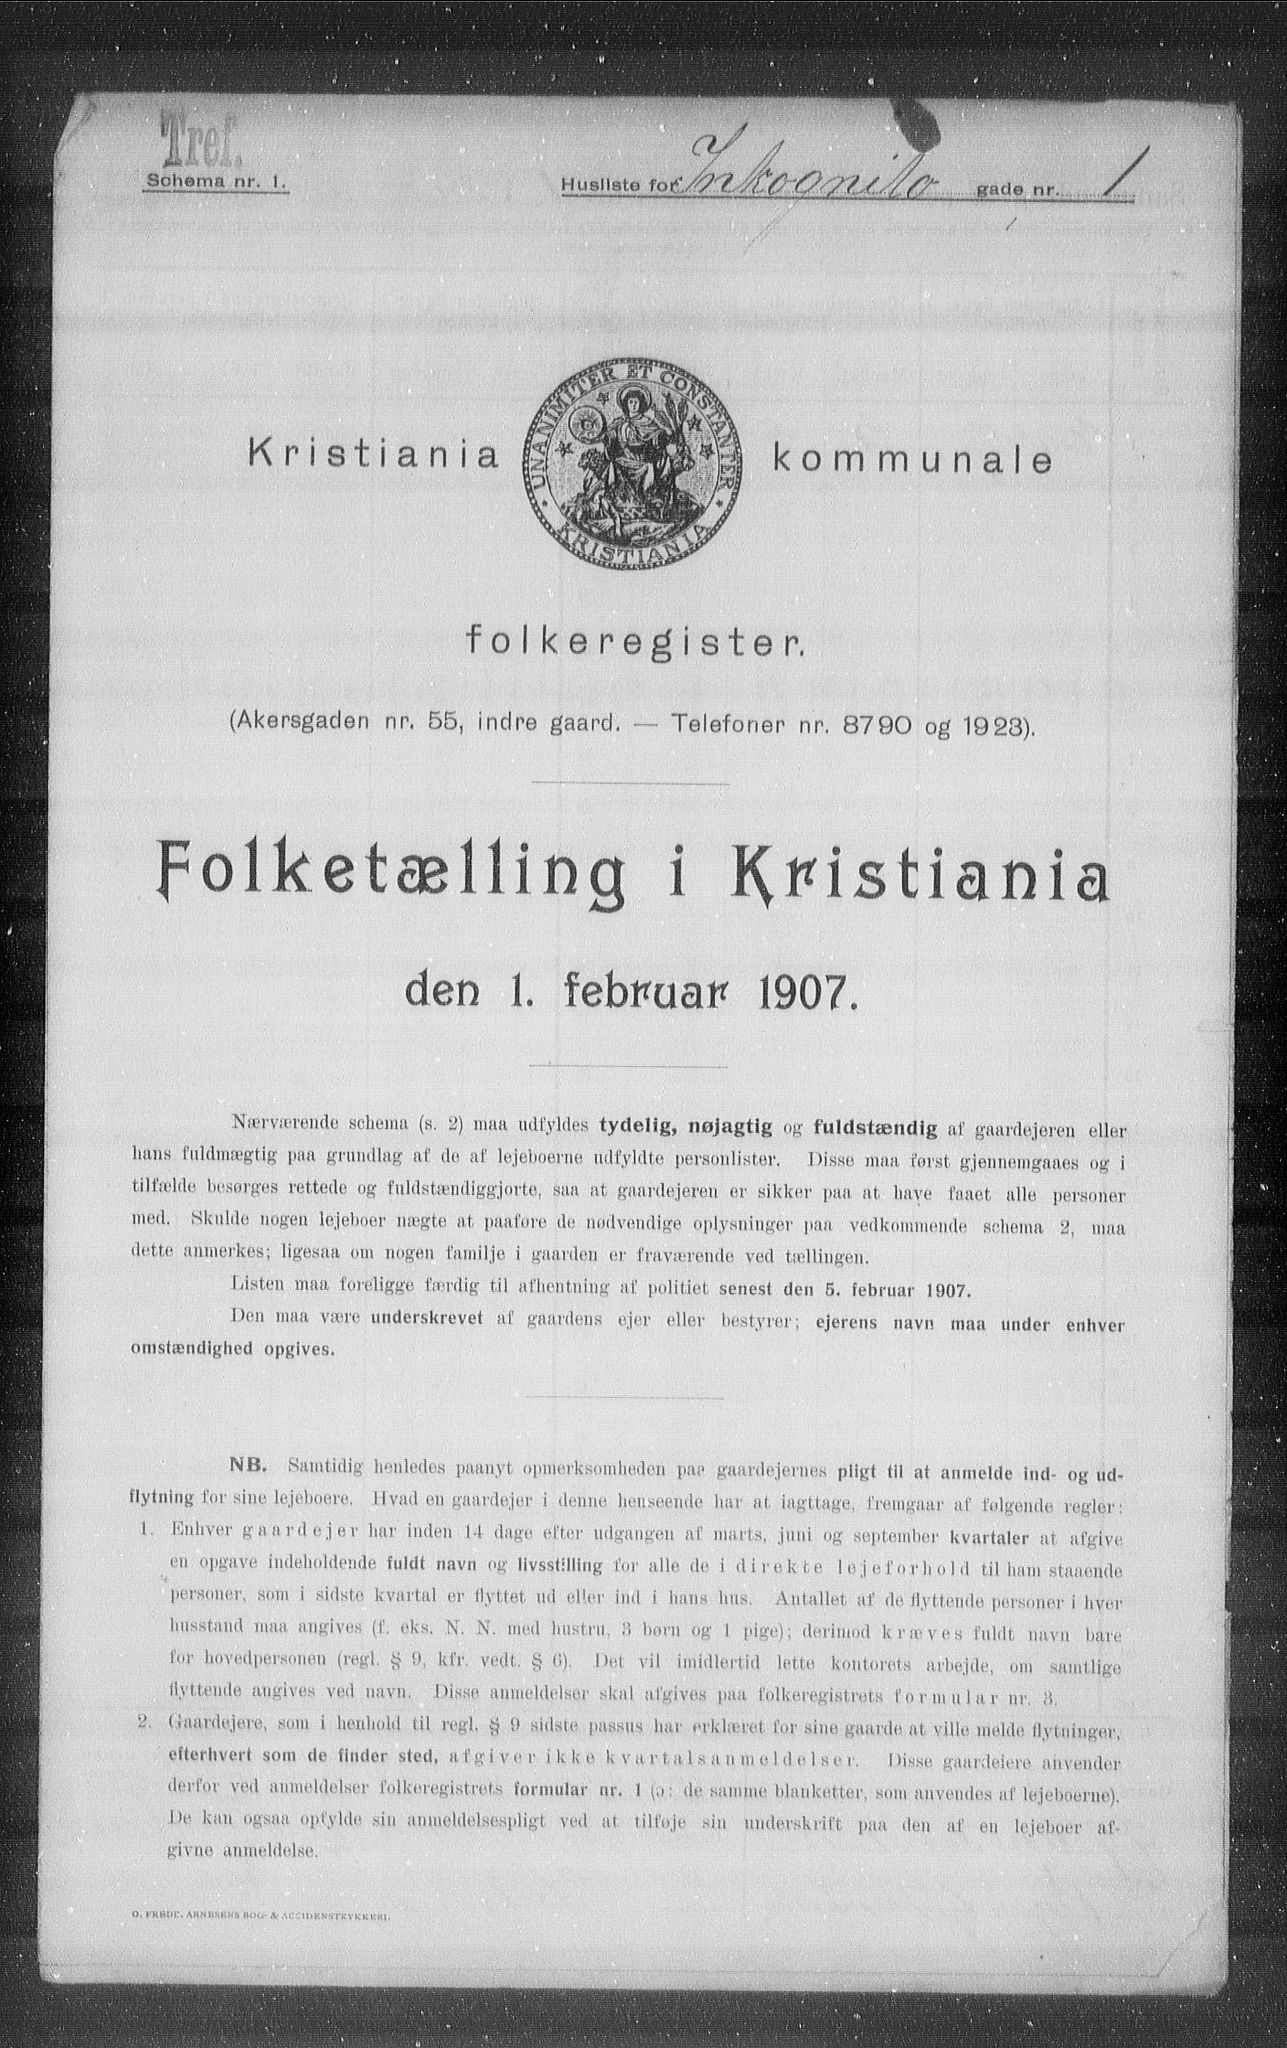 Tref.
Schema nr. 1.
Husliste for Inkognito gade nr. 1
UNANIMITER ET CONSTANTER
KRISTIANIA
Kristiania kommunale
folkeregister.
(Akersgaden nr. 55, indre gaard. — Telefoner nr. 8790 og 1923).
Folketælling i Kristiania
den 1. februar 1907.
Nærværende schema (s. 2) maa udfyldes tydelig, nøjagtig og fuldstændig af gaardejeren eller
hans fuldmægtig paa grundlag af de af lejeboerne udfyldte personlister. Disse maa først gjennemgaaes og i
tilfælde besørges rettede og fuldstændiggjorte, saa at gaardejeren er sikker paa at have faaet alle personer
med. Skulde nogen lejeboer nægte at paaføre de nødvendige oplysninger paa vedkommende schema 2, maa
dette anmerkes; ligesaa om nogen familje i gaarden er fraværende ved tællingen.
Listen maa foreligge færdig til afhentning af politiet senest den 5. februar 1907.
Den maa være underskrevet af gaardens ejer eller bestyrer; ejerens navn maa under enhver
omstændighed opgives.
NB. Samtidig henledes paanyt opmerksomheden paa gaardejernes pligt til at anmelde ind- og ud-
flytning for sine lejeboere. Hvad en gaardejer i denne henseende har at iagttage, fremgaar af følgende regler:
1. Enhver gaardejer har inden 14 dage efter udgangen af marts, juni og september kvartaler at afgive
en opgave indeholdende fuldt navn og livsstilling for alle de i direkte lejeforhold til ham staaende
personer, som i sidste kvartal er flyttet ud eller ind i hans hus. Antallet af de flyttende personer i hver
husstand maa angives (f. eks. N. N. med hustru, 3 børn og 1 pige); derimod kræves fuldt navn bare
for hovedpersonen (regl. § 9, kfr. vedt. § 6). Det vil imidlertid lette kontorets arbejde, om samtlige
flyttende angives ved navn. Disse anmeldelser skal afgives paa folkeregistrets formular nr. 3.
2. Gaardejere, som i henhold til regl. § 9 sidste passus har erklæret for sine gaarde at ville melde flytninger,
efterhvert som de finder sted, afgiver ikke kvartalsanmeldelser. Disse gaardeiere anvender
derfor ved anmeldelser folkeregistrets formular nr. 1 (ɔ: de samme blanketter, som anvendes af lejeboerne).
De kan ogsaa opfylde sin anmeldelsespligt ved at tilføje sin underskrift paa den af en lejeboer af-
givne anmeldelse.
O. FREDR. ARNESENS BOG- & ACCIDENSTRYKKERI.